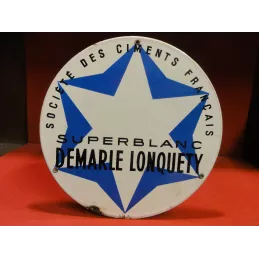 SOCIETE DES CIMENTS FRANÇAIS
SUPERBLANC
DEMARLE LONQUETY